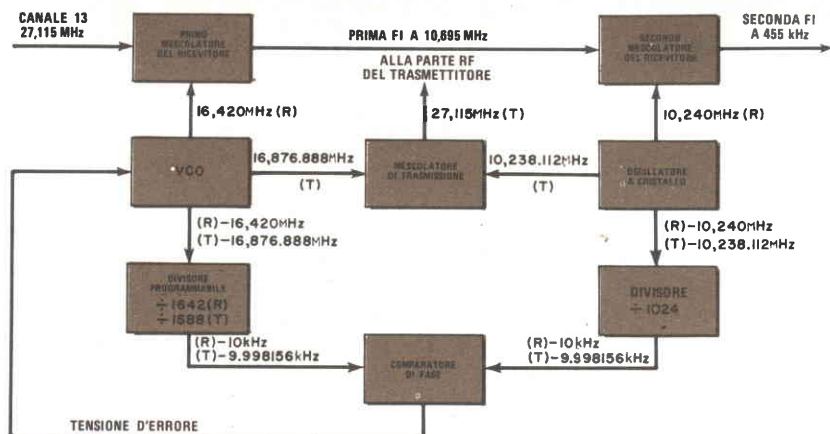 CANALE 13
27,115 MHz
PRIMO
MESCOLATORE
DEL RICEVITORE
PRIMA FI A 10,695 MHz
SECONDO
MESCOLATORE
DEL RICEVITORE
SECONDA FI
A 455 kHz
ALLA PARTE RF
DEL TRASMETTITORE
16,420MHz (R)
27,115MHz (T)
10,240MHz (R)
VCO
16,876.888MHz
(T)
MESCOLATORE
DI TRASMISSIONE
10,238.112MHz
(T)
OSCILLATORE
A CRISTALLO
(R)-16,420MHz
(T)-16,876.888MHz
(R)-10,240MHz
(T)-10,238.112MHz
DIVISORE
PROGRAMMABILE
÷1642(R)
÷1588(T)
DIVISORE
÷ 1024
(R)-10kHz
(T)-9.998156kHz
COMPARATORE
DI FASE
(R)-10kHz
(T)-9.998156kHz
TENSIONE D'ERRORE